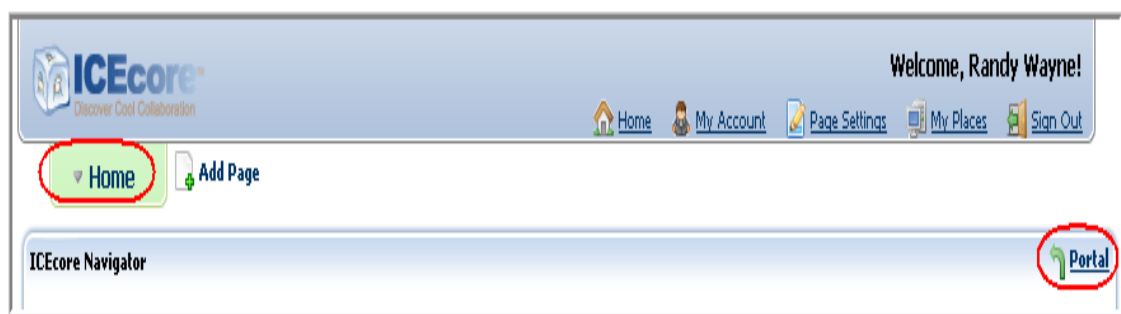 ICEcore
Discover Cool Collaboration
Welcome, Randy Wayne!
Home My Account Page Settings My Places Sign Out
Home Add Page
ICEcore Navigator Portal